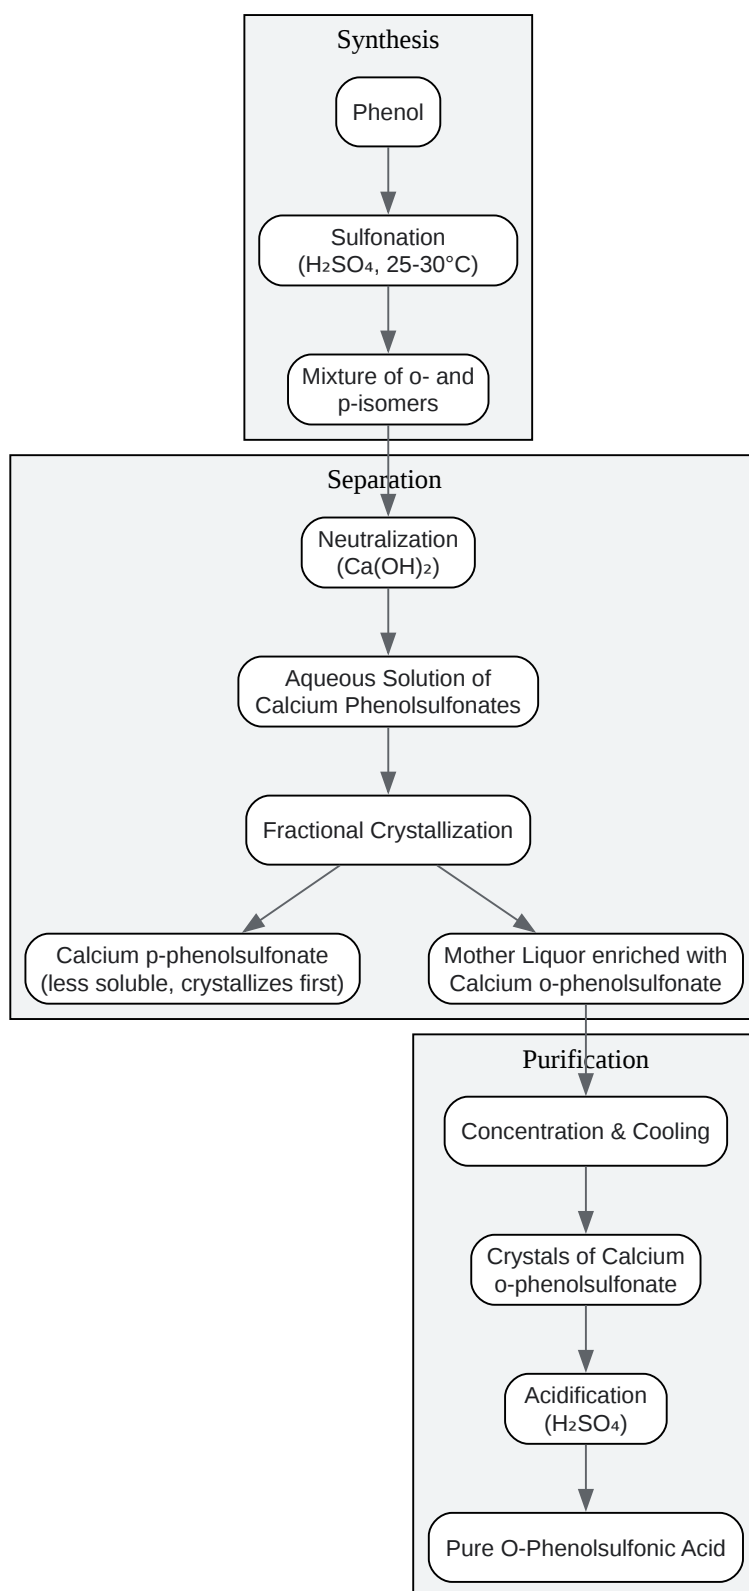 Synthesis
Phenol
Sulfonation
(H₂SO₄, 25-30°C)
Mixture of o- and
p-isomers
Separation
Neutralization
(Ca(OH)₂)
Aqueous Solution of
Calcium Phenolsulfonates
Fractional Crystallization
Calcium p-phenolsulfonate
(less soluble, crystallizes first)
Mother Liquor enriched with
Calcium o-phenolsulfonate
Purification
Concentration & Cooling
Crystals of Calcium
o-phenolsulfonate
Acidification
(H₂SO₄)
Pure O-Phenolsulfonic Acid